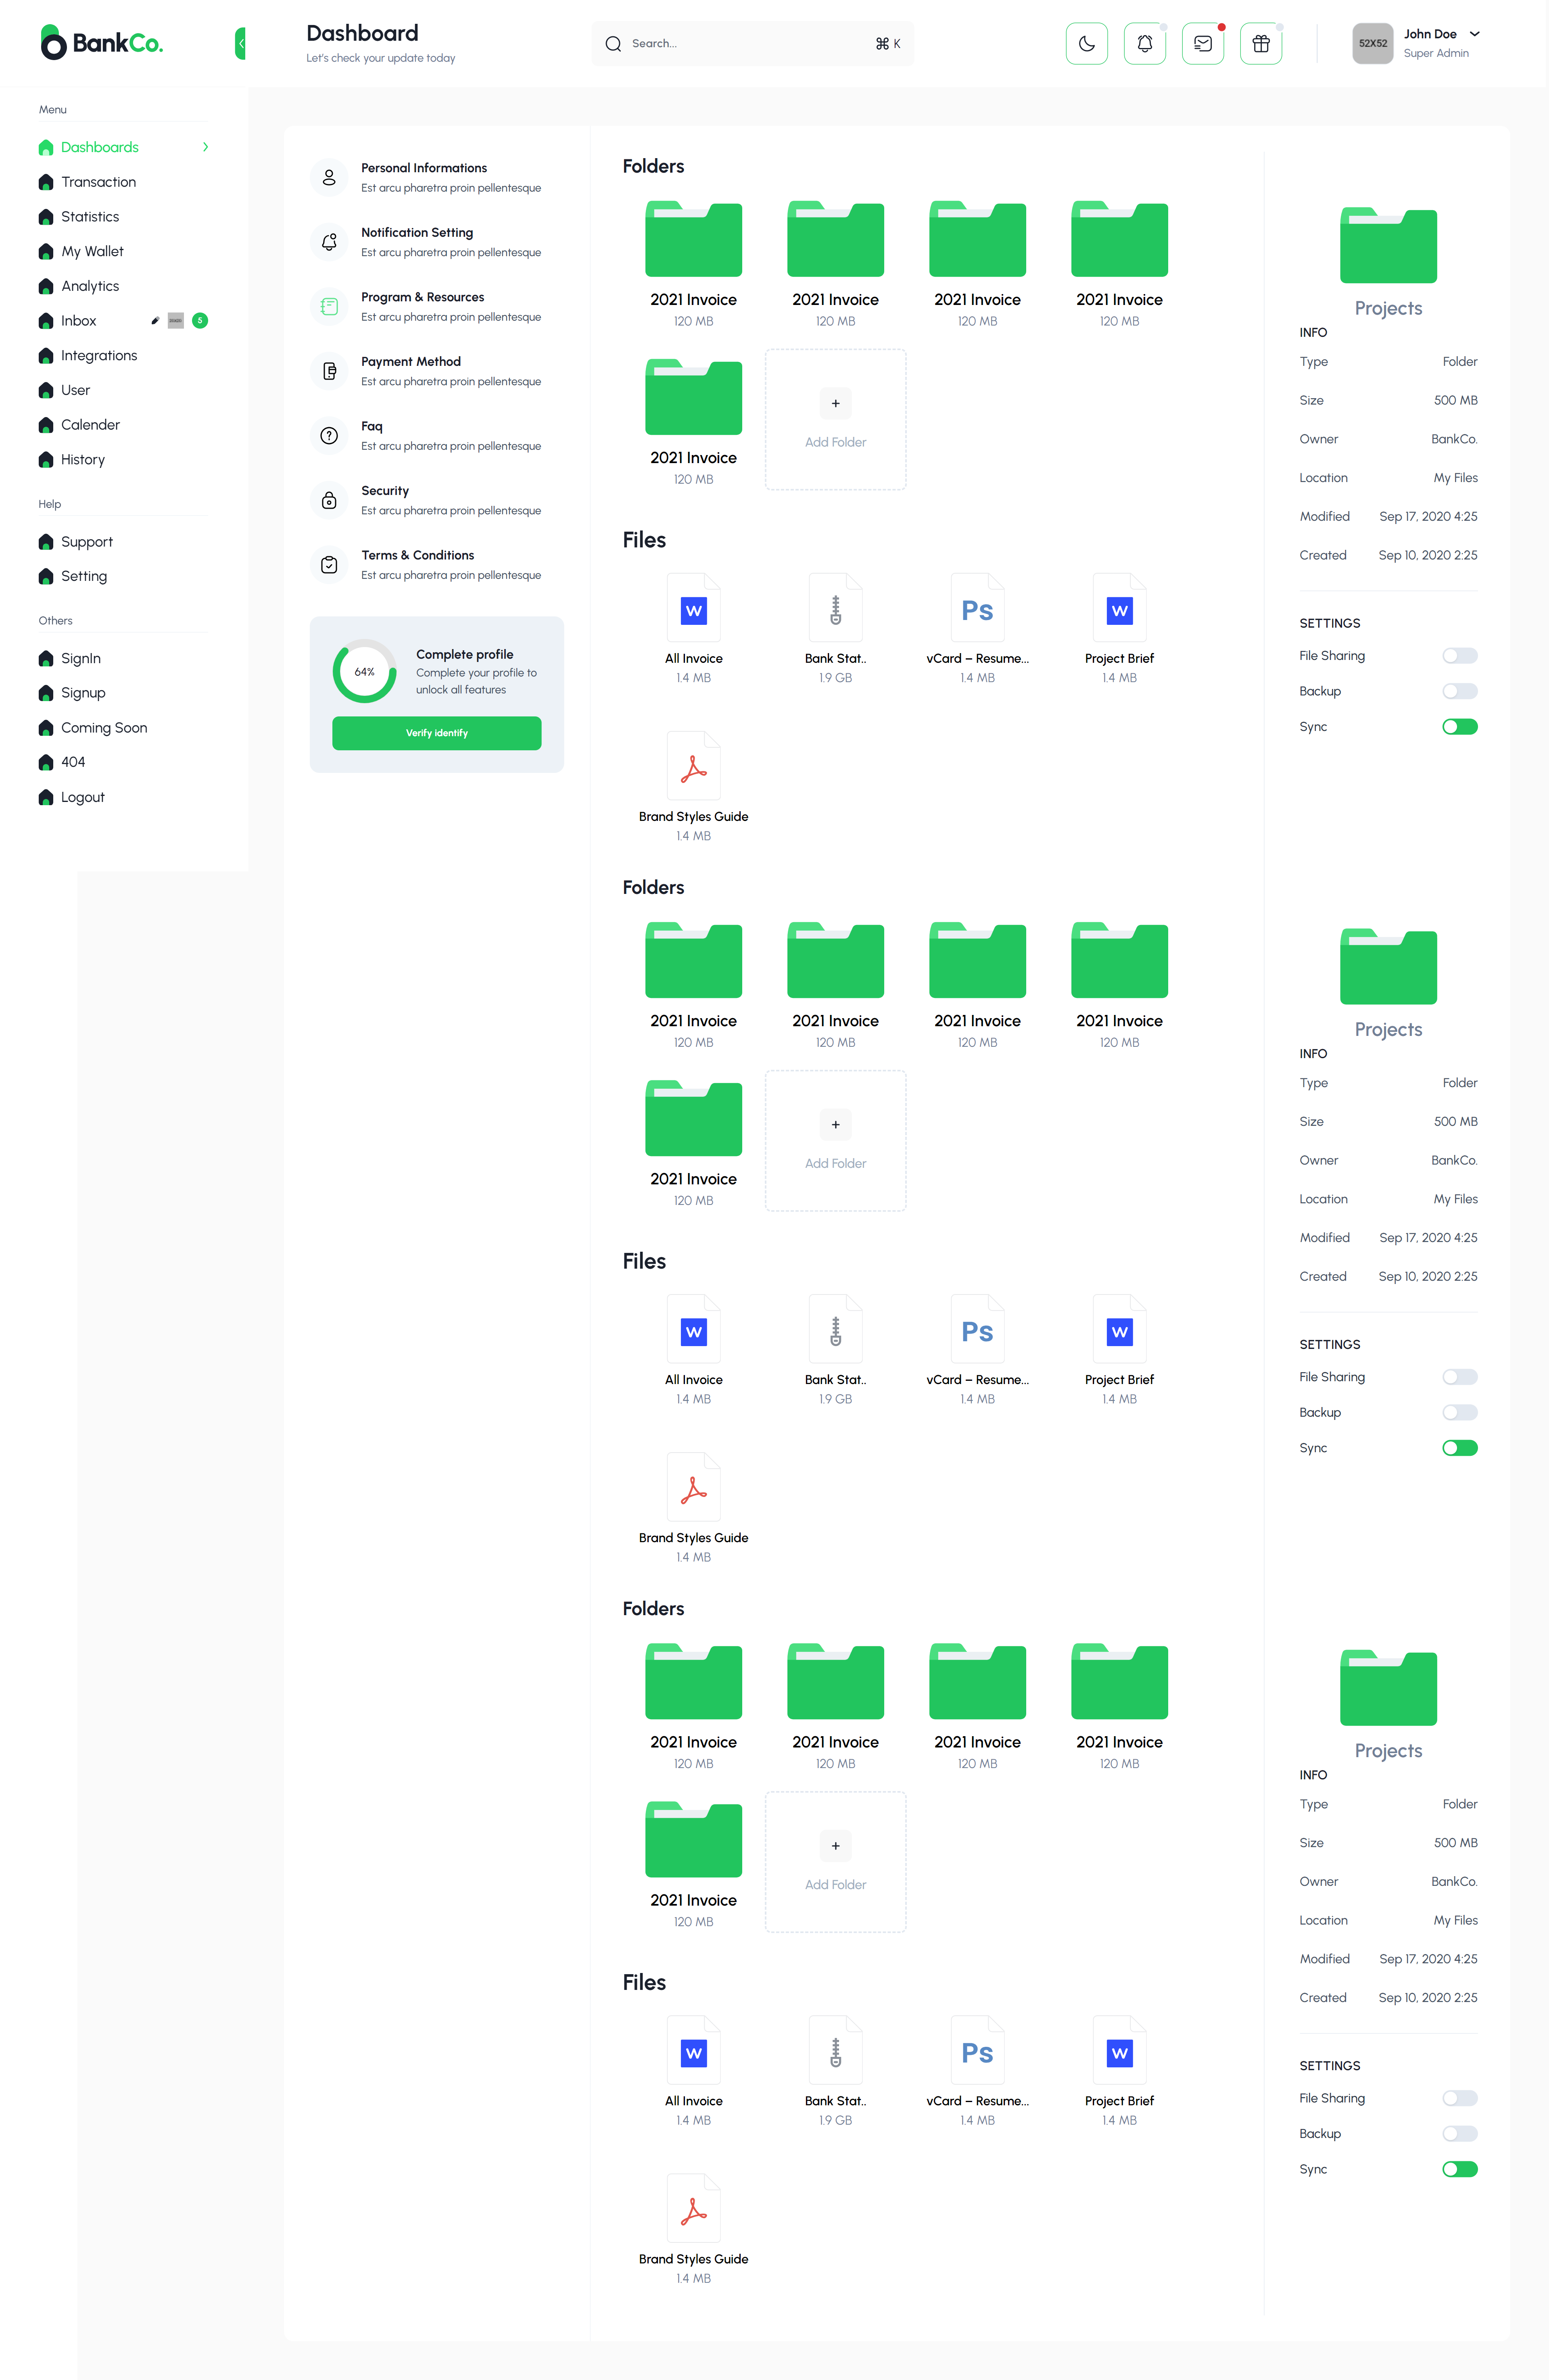 BankCo.
Dashboard
Let's check your update today
Search...
⌘ K
52X52
John Doe
Super Admin
Menu
Dashboards
Transaction
Statistics
My Wallet
Analytics
Inbox
5
Integrations
User
Calender
History
Help
Support
Setting
Others
SignIn
Signup
Coming Soon
404
Logout
Personal Informations
Est arcu pharetra proin pellentesque
Notification Setting
Est arcu pharetra proin pellentesque
Program & Resources
Est arcu pharetra proin pellentesque
Payment Method
Est arcu pharetra proin pellentesque
Faq
Est arcu pharetra proin pellentesque
Security
Est arcu pharetra proin pellentesque
Terms & Conditions
Est arcu pharetra proin pellentesque
64%
Complete profile
Complete your profile to
unlock all features
Verify identify
Folders
2021 Invoice 2021 Invoice 2021 Invoice 2021 Invoice
120 MB 120 MB 120 MB 120 MB
2021 Invoice
120 MB
+
Add Folder
Files
W Ps W
All Invoice Bank Stat.. vCard – Resume... Project Brief
1.4 MB 1.9 GB 1.4 MB 1.4 MB
Brand Styles Guide
1.4 MB
Projects
INFO
Type Folder
Size 500 MB
Owner BankCo.
Location My Files
Modified Sep 17, 2020 4:25
Created Sep 10, 2020 2:25
SETTINGS
File Sharing
Backup
Sync
Folders
2021 Invoice 2021 Invoice 2021 Invoice 2021 Invoice
120 MB 120 MB 120 MB 120 MB
2021 Invoice
120 MB
+
Add Folder
Files
W Ps W
All Invoice Bank Stat.. vCard – Resume... Project Brief
1.4 MB 1.9 GB 1.4 MB 1.4 MB
Brand Styles Guide
1.4 MB
Projects
INFO
Type Folder
Size 500 MB
Owner BankCo.
Location My Files
Modified Sep 17, 2020 4:25
Created Sep 10, 2020 2:25
SETTINGS
File Sharing
Backup
Sync
Folders
2021 Invoice 2021 Invoice 2021 Invoice 2021 Invoice
120 MB 120 MB 120 MB 120 MB
2021 Invoice
120 MB
+
Add Folder
Files
W Ps W
All Invoice Bank Stat.. vCard – Resume... Project Brief
1.4 MB 1.9 GB 1.4 MB 1.4 MB
Brand Styles Guide
1.4 MB
Projects
INFO
Type Folder
Size 500 MB
Owner BankCo.
Location My Files
Modified Sep 17, 2020 4:25
Created Sep 10, 2020 2:25
SETTINGS
File Sharing
Backup
Sync